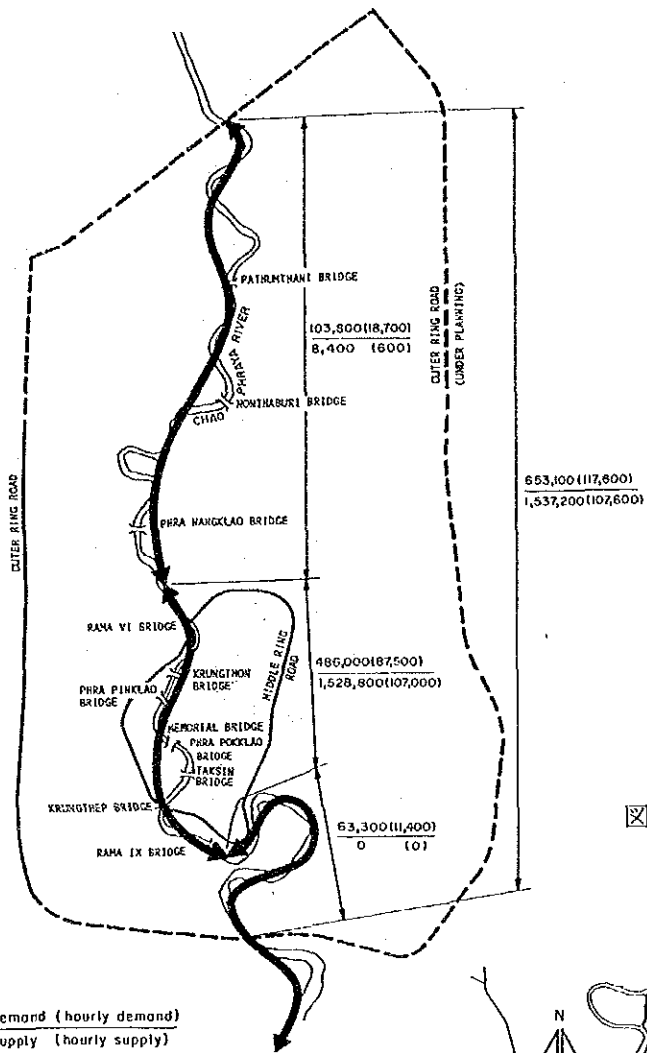 PATHUMTHANI BRIDGE
103,800(18,700)
8,400 (600)
OUTER RING ROAD
(UNDER PLANNING)
CHAO PHRAYA RIVER
NONTHABURI BRIDGE
OUTER RING ROAD
653,100(117,600)
1,537,200(107,600)
PHRA NANGKLAO BRIDGE
RAMA VI BRIDGE
MIDDLE RING
ROAD
486,000(87,500)
1,528,800(107,000)
KRUNGTHON
BRIDGE
PHRA PINKLAO
BRIDGE
MEMORIAL BRIDGE
PHRA POKKLAO
BRIDGE
TAKSIN
BRIDGE
KRUNGTHEP BRIDGE
63,300(11,400)
0 (0)
RAMA IX BRIDGE
図
emand (hourly demand)
upply (hourly supply)
N